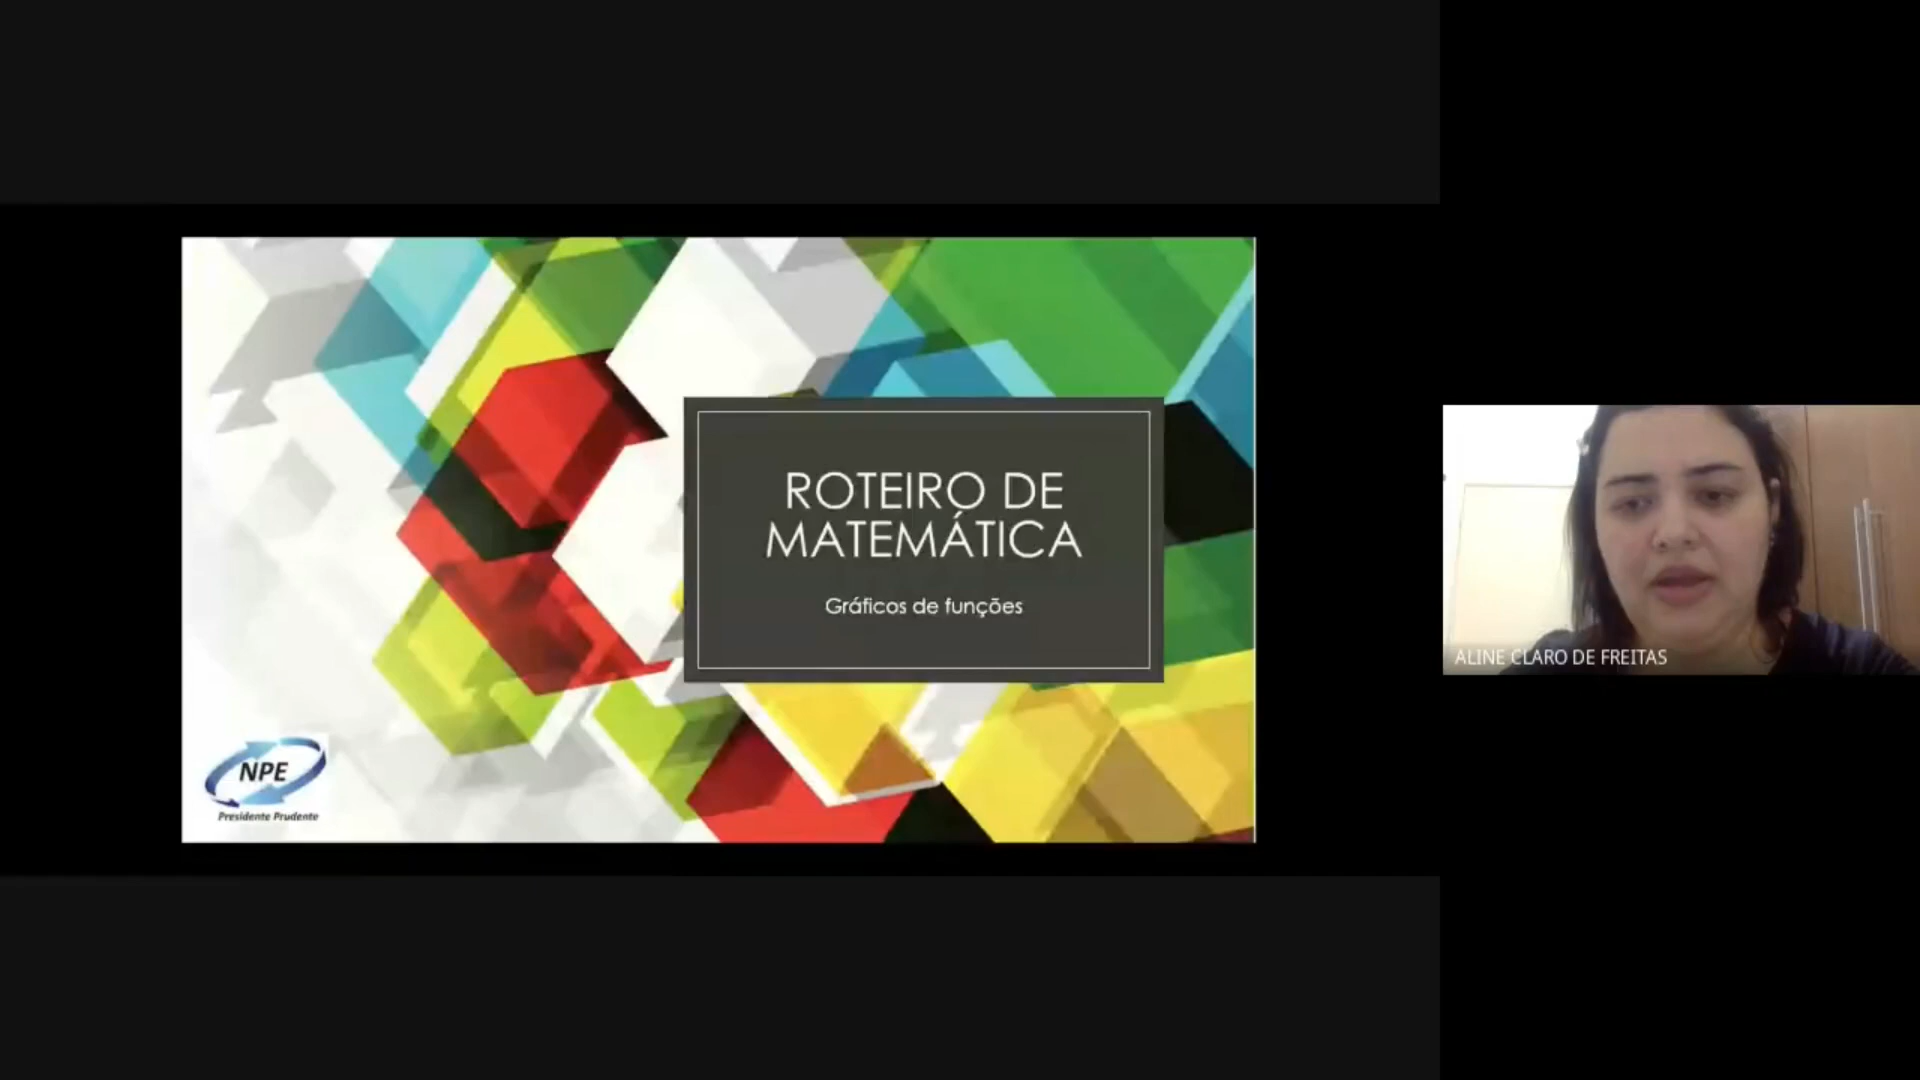 ROTEIRO DE
MATEMÁTICA
Gráficos de funções
NPE
Presidente Prudente
ALINE CLARO DE FREITAS